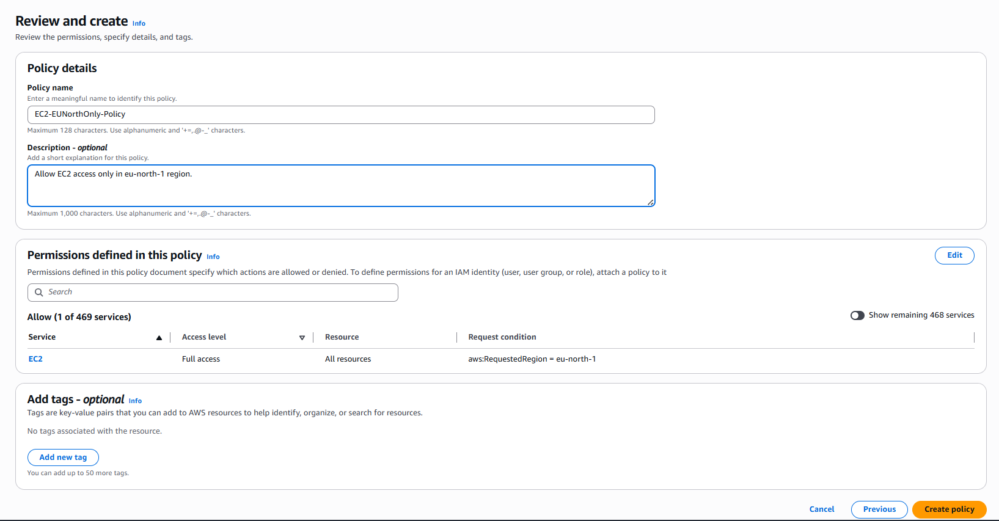 Review and create Info
Review the permissions, specify details, and tags.
Policy details
Policy name
Enter a meaningful name to identify this policy.
EC2-EUNorthOnly-Policy
Maximum 128 characters. Use alphanumeric and '+=,.@-_' characters.
Description - optional
Add a short explanation for this policy.
Allow EC2 access only in eu-north-1 region.
Maximum 1,000 characters. Use alphanumeric and '+=,.@-_' characters.
Permissions defined in this policy Info
Edit
Permissions defined in this policy document specify which actions are allowed or denied. To define permissions for an IAM identity (user, user group, or role), attach a policy to it
Search
Allow (1 of 469 services)
Show remaining 468 services
Service Access level Resource Request condition
EC2 Full access All resources aws:RequestedRegion = eu-north-1
Add tags - optional Info
Tags are key-value pairs that you can add to AWS resources to help identify, organize, or search for resources.
No tags associated with the resource.
Add new tag
You can add up to 50 more tags.
Cancel Previous Create policy